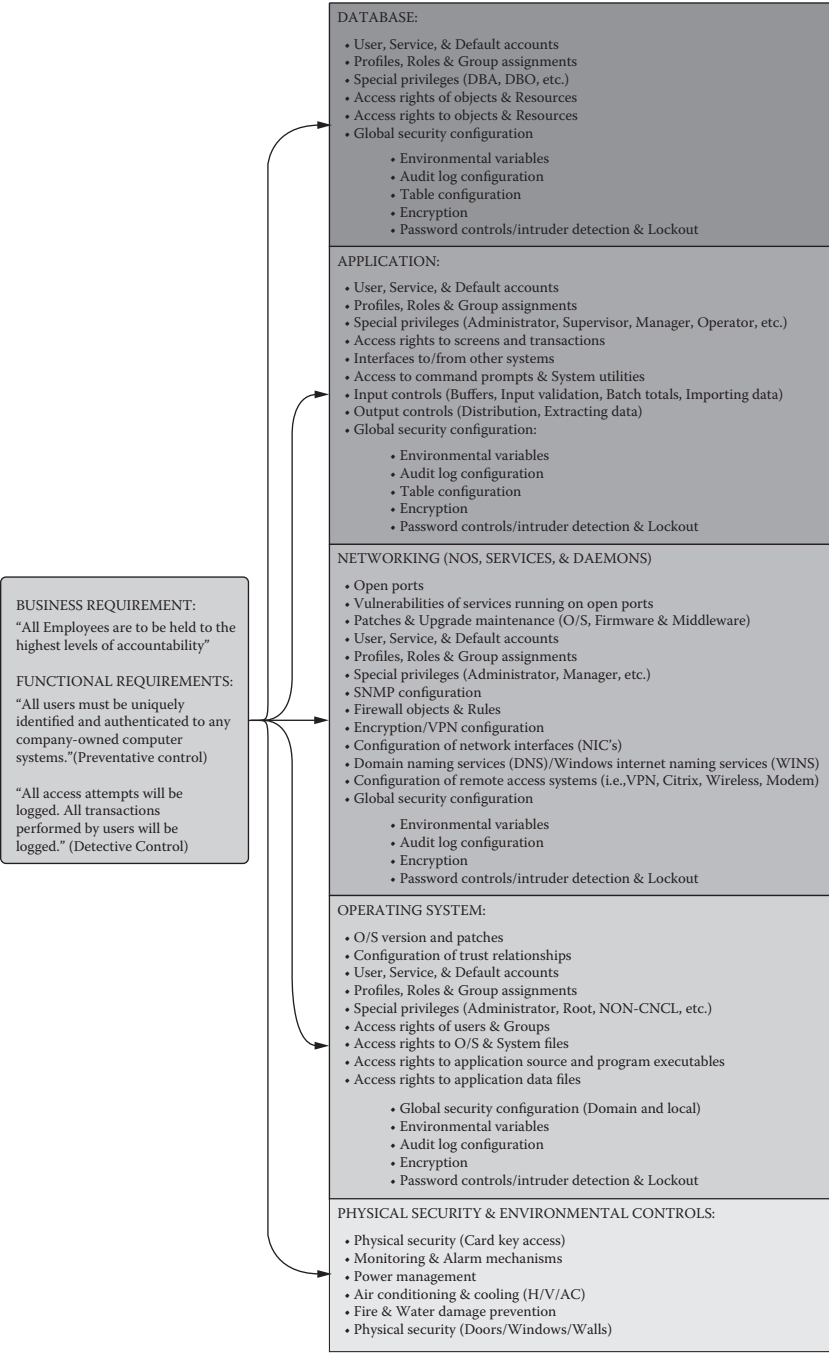 DATABASE:
• User, Service, & Default accounts
• Profiles, Roles & Group assignments
• Special privileges (DBA, DBO, etc.)
• Access rights of objects & Resources
• Access rights to objects & Resources
• Global security configuration
• Environmental variables
• Audit log configuration
• Table configuration
• Encryption
• Password controls/intruder detection & Lockout
APPLICATION:
• User, Service, & Default accounts
• Profiles, Roles & Group assignments
• Special privileges (Administrator, Supervisor, Manager, Operator, etc.)
• Access rights to screens and transactions
• Interfaces to/from other systems
• Access to command prompts & System utilities
• Input controls (Buffers, Input validation, Batch totals, Importing data)
• Output controls (Distribution, Extracting data)
• Global security configuration:
• Environmental variables
• Audit log configuration
• Table configuration
• Encryption
• Password controls/intruder detection & Lockout
NETWORKING (NOS, SERVICES, & DAEMONS)
• Open ports
• Vulnerabilities of services running on open ports
• Patches & Upgrade maintenance (O/S, Firmware & Middleware)
• User, Service, & Default accounts
• Profiles, Roles & Group assignments
• Special privileges (Administrator, Manager, etc.)
• SNMP configuration
• Firewall objects & Rules
• Encryption/VPN configuration
• Configuration of network interfaces (NIC's)
• Domain naming services (DNS)/Windows internet naming services (WINS)
• Configuration of remote access systems (i.e.,VPN, Citrix, Wireless, Modem)
• Global security configuration
• Environmental variables
• Audit log configuration
• Encryption
• Password controls/intruder detection & Lockout
BUSINESS REQUIREMENT:
“All Employees are to be held to the
highest levels of accountability”
FUNCTIONAL REQUIREMENTS:
“All users must be uniquely
identified and authenticated to any
company-owned computer
systems.”(Preventative control)
“All access attempts will be
logged. All transactions
performed by users will be
logged.” (Detective Control)
OPERATING SYSTEM:
• O/S version and patches
• Configuration of trust relationships
• User, Service, & Default accounts
• Profiles, Roles & Group assignments
• Special privileges (Administrator, Root, NON-CNCL, etc.)
• Access rights of users & Groups
• Access rights to O/S & System files
• Access rights to application source and program executables
• Access rights to application data files
• Global security configuration (Domain and local)
• Environmental variables
• Audit log configuration
• Encryption
• Password controls/intruder detection & Lockout
PHYSICAL SECURITY & ENVIRONMENTAL CONTROLS:
• Physical security (Card key access)
• Monitoring & Alarm mechanisms
• Power management
• Air conditioning & cooling (H/V/AC)
• Fire & Water damage prevention
• Physical security (Doors/Windows/Walls)